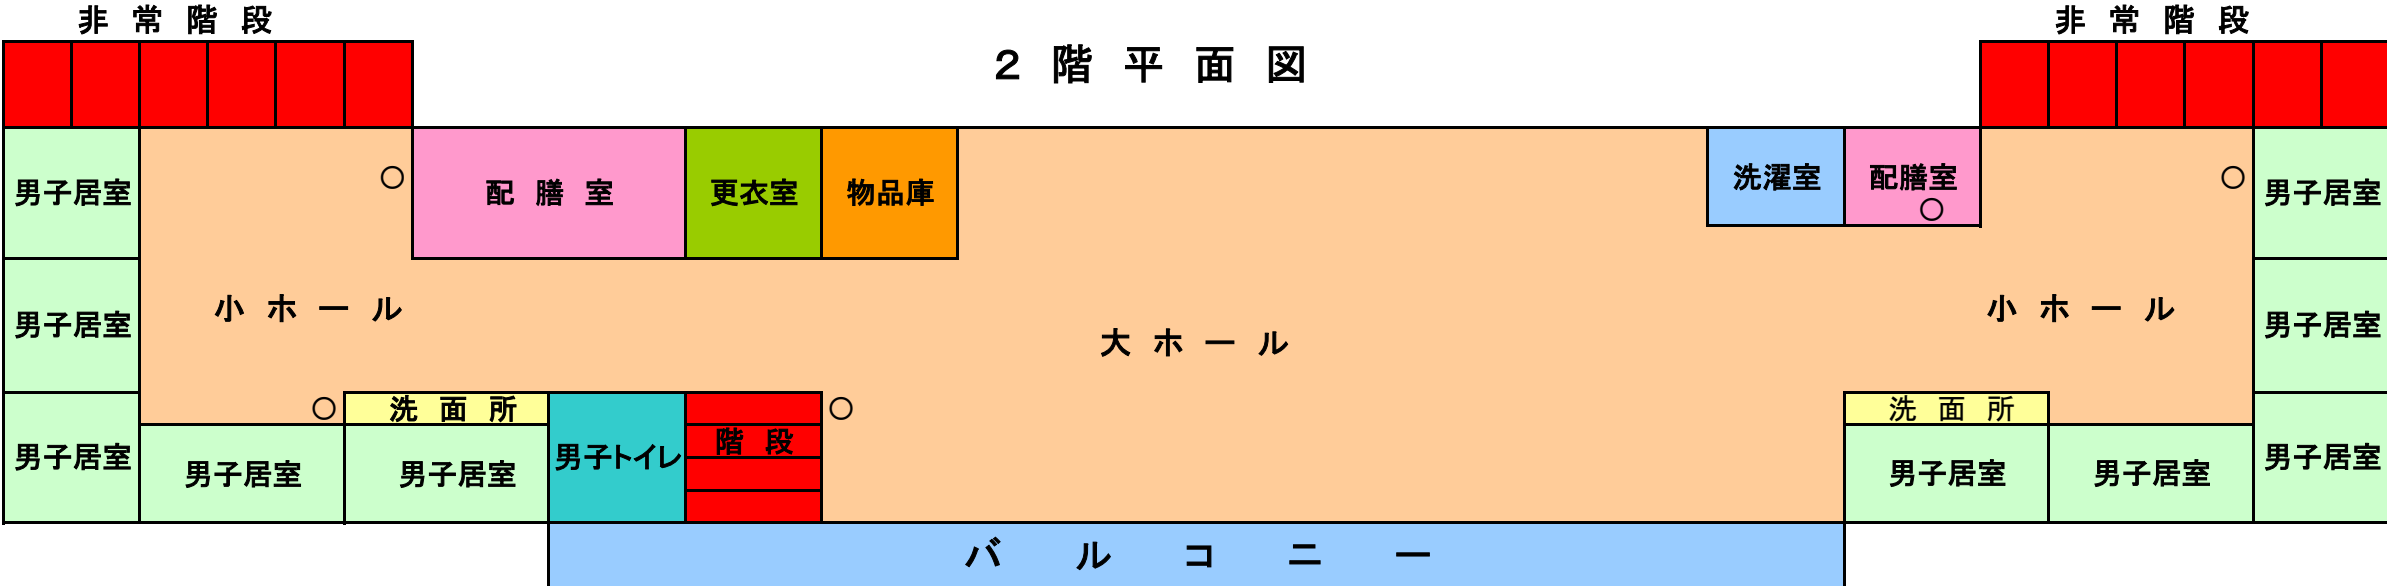 非常階段
非常階段
２階平面図
男子居室
配膳室
更衣室
物品庫
洗濯室
配膳室
男子居室
○
○
○
男子居室
小ホール
大ホール
小ホール
男子居室
○
洗面所
○
洗面所
男子居室
男子居室
男子居室
男子トイレ
階段
男子居室
男子居室
男子居室
バルコニー